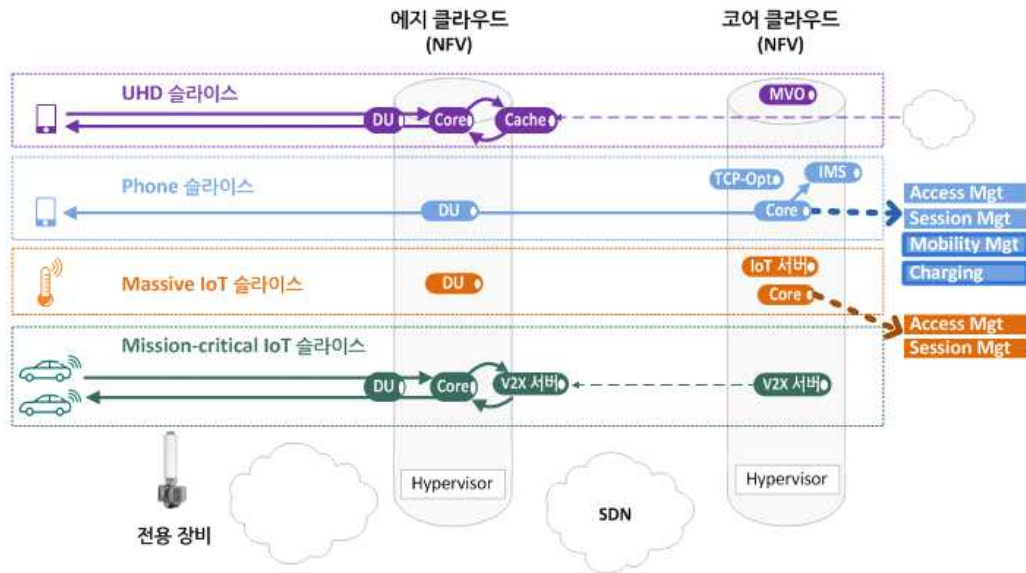 에지 클라우드
(NFV)
코어 클라우드
(NFV)
UHD 슬라이스
DU
Core
Cache
MVO
Phone 슬라이스
DU
TCP-Opt
IMS
Core
Access Mgt
Session Mgt
Mobility Mgt
Charging
Massive IoT 슬라이스
DU
IoT 서버
Core
Access Mgt
Session Mgt
Mission-critical IoT 슬라이스
DU
Core
V2X 서버
V2X 서버
Hypervisor
Hypervisor
SDN
전용 장비